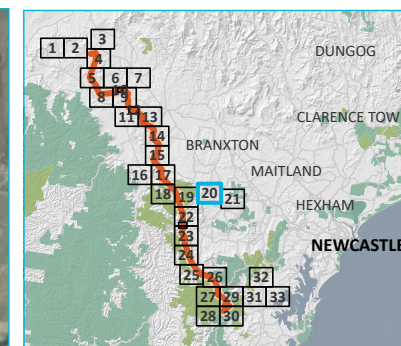 3
1 2
4
DUNGOG
5 6 7
8 9
11 13
CLARENCE TOW
14
BRANXTON
15
MAITLAND
16 17
18 19 20 21
HEXHAM
22
23
NEWCASTLE
24
25 26 32
27 29 31 33
28 30